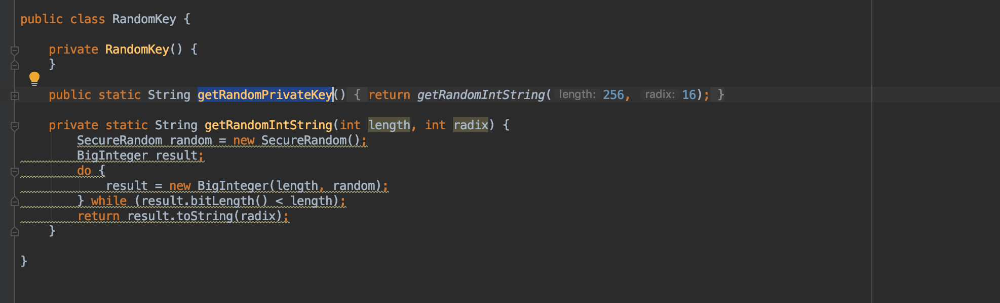 public class RandomKey {
private RandomKey() {
}
public static String getRandomPrivateKey() { return getRandomIntString( length: 256, radix: 16); }
private static String getRandomIntString(int length, int radix) {
SecureRandom random = new SecureRandom();
BigInteger result;
do {
result = new BigInteger(length, random);
} while (result.bitLength() < length);
return result.toString(radix);
}
}